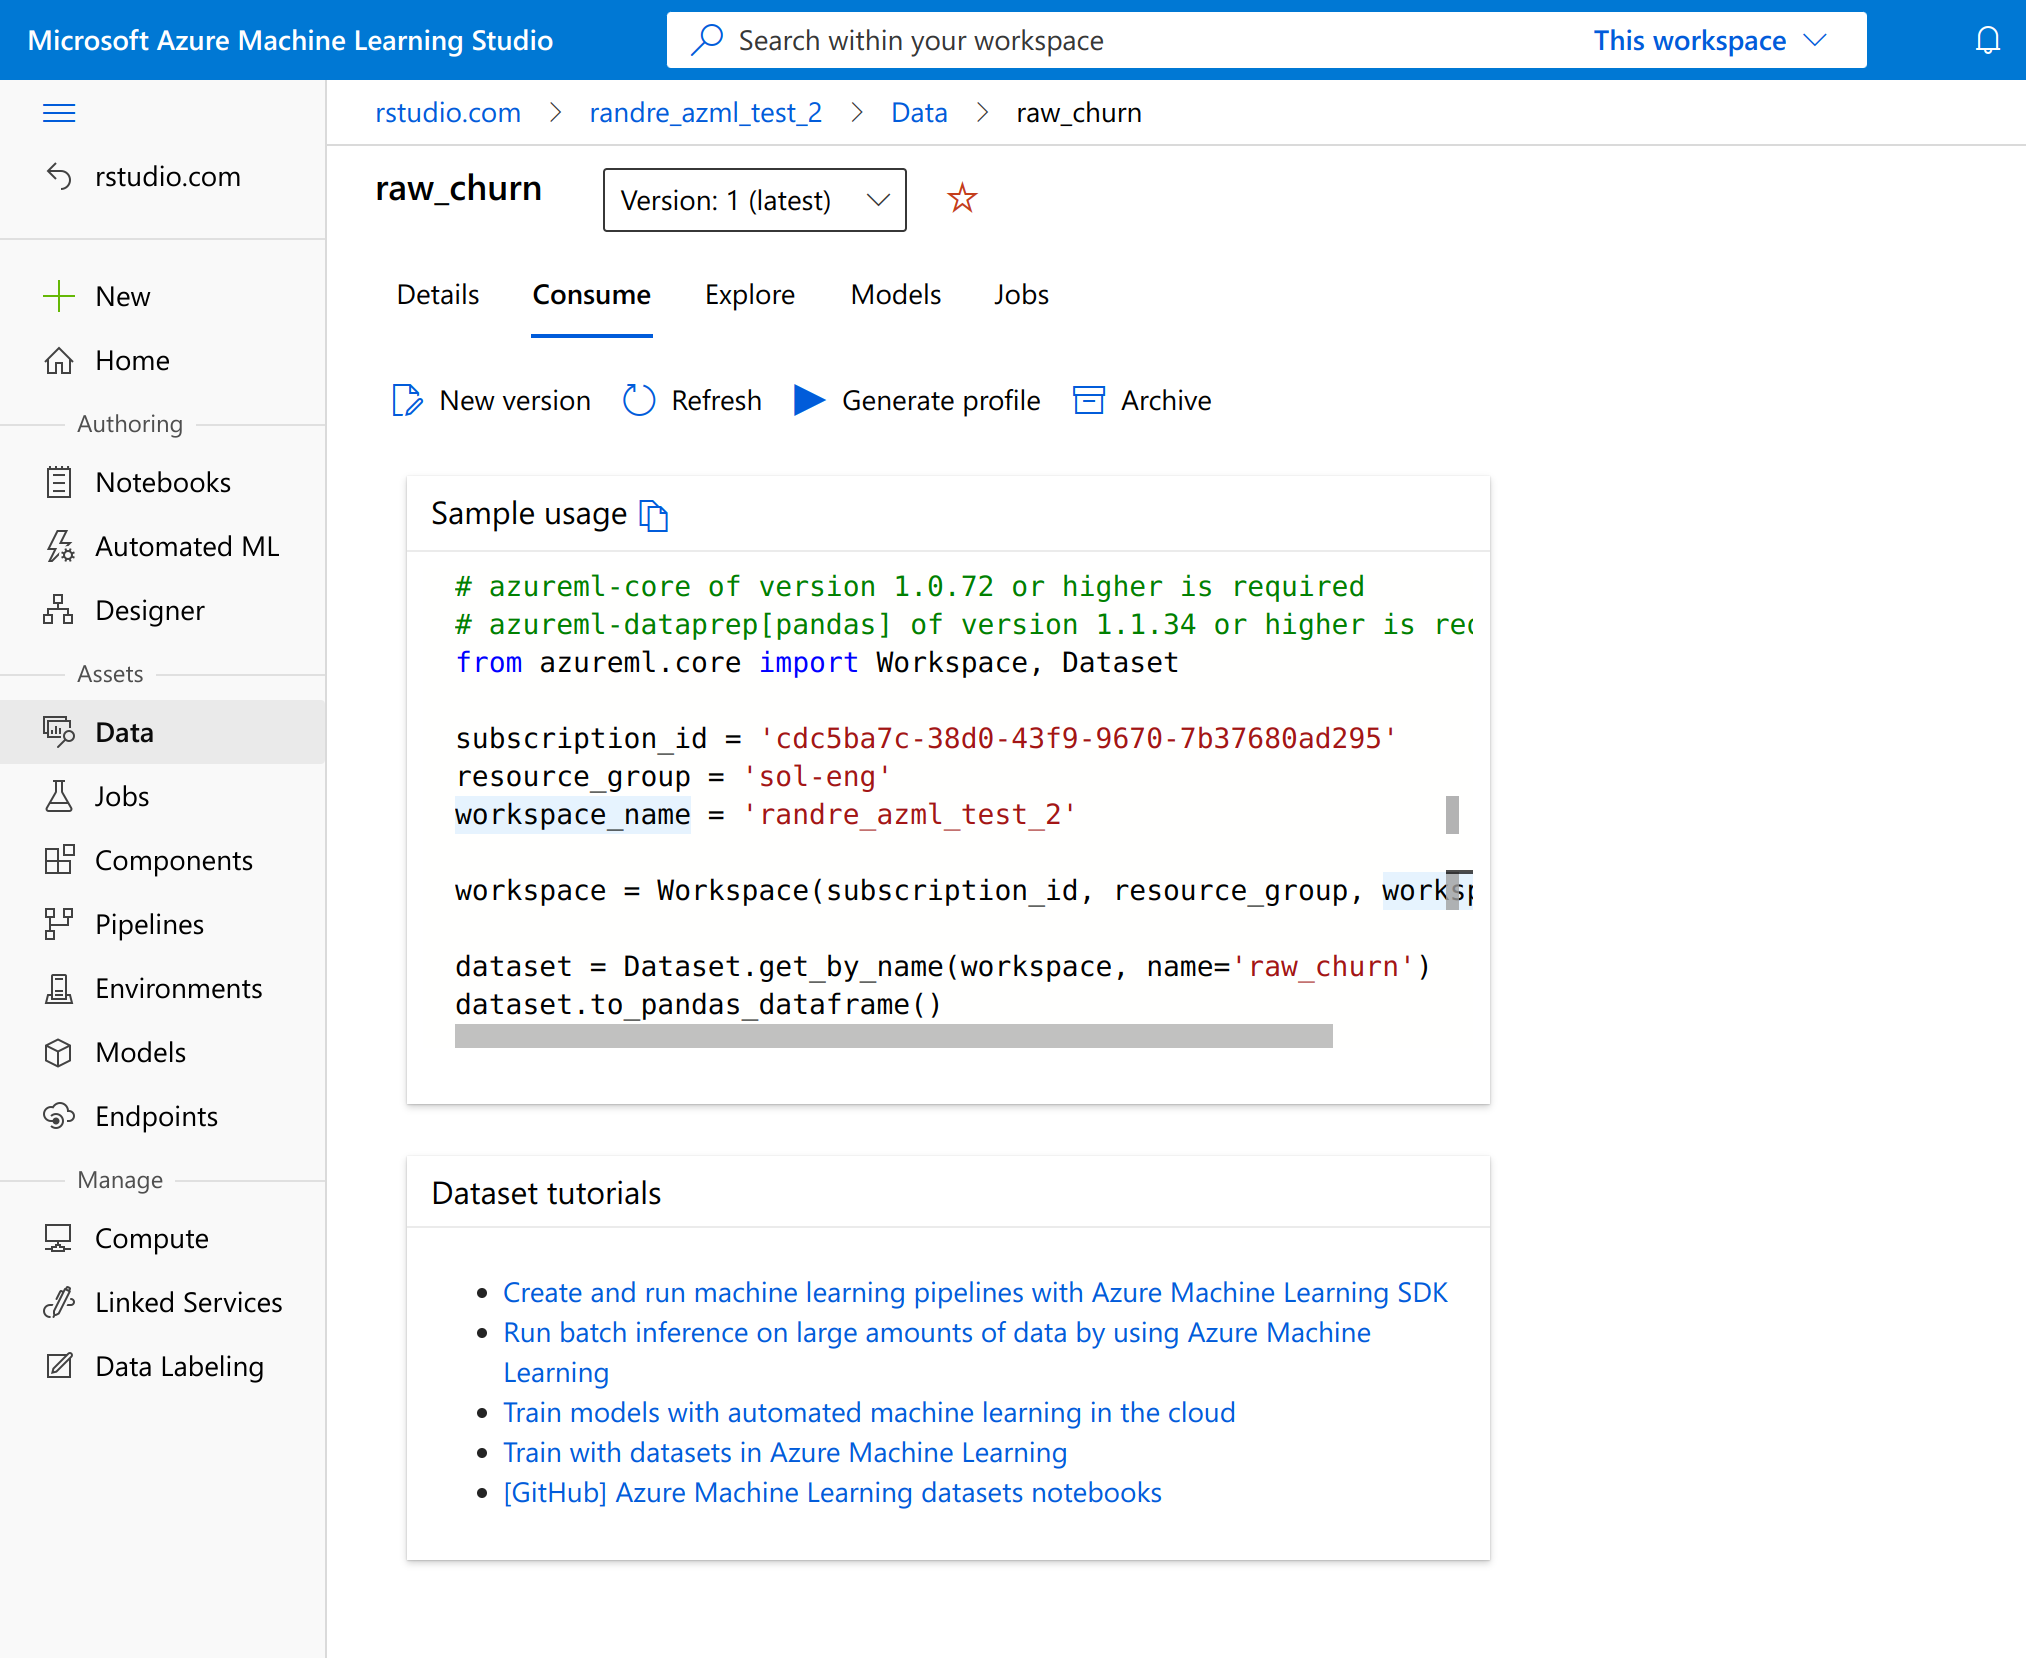 Microsoft Azure Machine Learning Studio
Search within your workspace
This workspace
rstudio.com
New
Home
Authoring
Notebooks
Automated ML
Designer
Assets
Data
Jobs
Components
Pipelines
Environments
Models
Endpoints
Manage
Compute
Linked Services
Data Labeling
rstudio.com > randre_azml_test_2 > Data > raw_churn
raw_churn
Version: 1 (latest)
Details Consume Explore Models Jobs
New version Refresh Generate profile Archive
Sample usage
# azureml-core of version 1.0.72 or higher is required
# azureml-dataprep[pandas] of version 1.1.34 or higher is
from azureml.core import Workspace, Dataset
subscription_id = 'cdc5ba7c-38d0-43f9-9670-7b37680ad295'
resource_group = 'sol-eng'
workspace_name = 'randre_azml_test_2'
workspace = Workspace(subscription_id, resource_group,
dataset = Dataset.get_by_name(workspace, name='raw_churn')
dataset.to_pandas_dataframe()
Dataset tutorials
• Create and run machine learning pipelines with Azure Machine Learning SDK
• Run batch inference on large amounts of data by using Azure Machine
Learning
• Train models with automated machine learning in the cloud
• Train with datasets in Azure Machine Learning
• [GitHub] Azure Machine Learning datasets notebooks